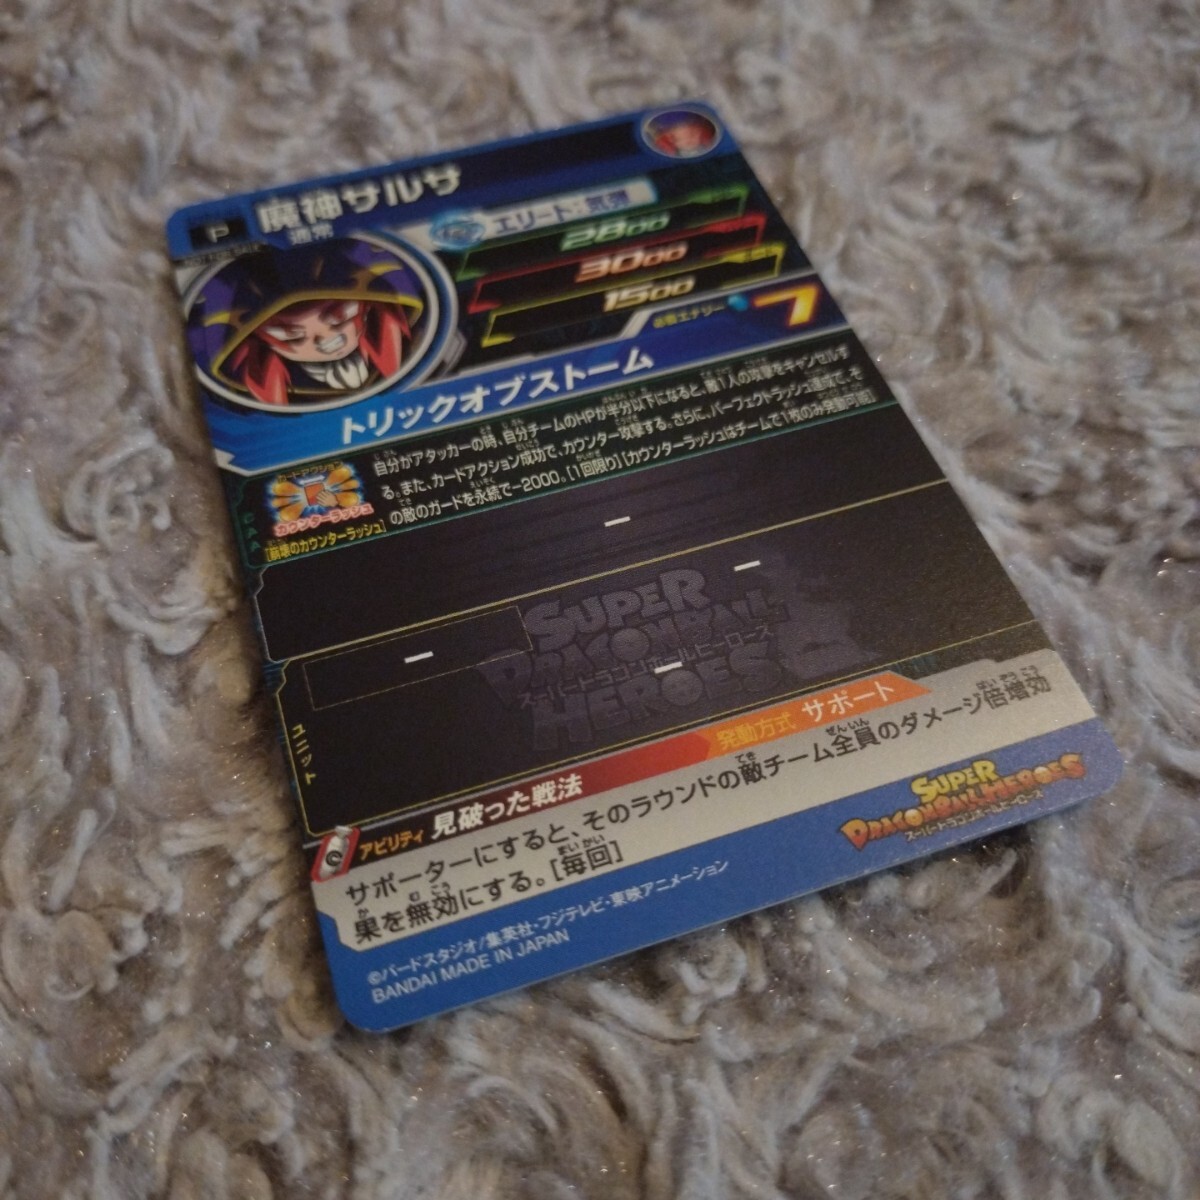 P
魔神サルサ
通常
エリート:気弾
2800
3000
1500
必要エナジー 7
トリックオブストーム
カードアクション
カウンターラッシュ
[崩壊のカウンターラッシュ]
CAA
自分がアタッカーの時、自分チームのHPが半分以下になると、敵1人の攻撃をキャンセルす
る。また、カードアクション成功で、カウンター攻撃する。さらに、パーフェクトラッシュ達成で、そ
の敵のガードを永続で−2000。[1回限り][カウンターラッシュはチームで1枚のみ発動可能]
ー
ー
ー
ー
SUPER
DRAGONBALL
スーパードラゴンボールヒーローズ
HEROES
ユニット
アビリティ 見破った戦法
発動方式 サポート
サポーターにすると、そのラウンドの敵チーム全員のダメージ倍増効
果を無効にする。[毎回]
SUPER
DRAGONBALL HEROES
スーパードラゴンボールヒーローズ
©バードスタジオ/集英社・フジテレビ・東映アニメーション
BANDAI MADE IN JAPAN